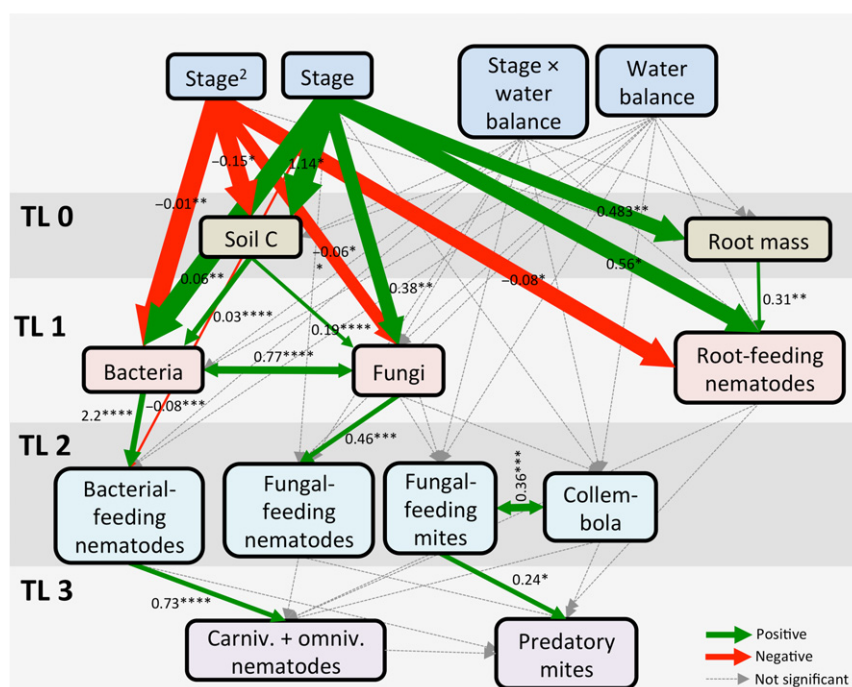 Stage²
Stage
Stage ×
water
balance
Water
balance
−0.15*
1.14*
−0.01**
TL 0
Soil C
0.483**
Root mass
−0.06*
*
0.56*
−0.08*
0.06**
0.38**
0.31**
0.03****
0.19****
TL 1
Bacteria
0.77****
Fungi
Root-feeding
nematodes
2.2****
−0.08***
TL 2
0.46***
Bacterial-
feeding
nematodes
Fungal-
feeding
nematodes
Fungal-
feeding
mites
0.36***
Collem-
bola
TL 3
0.73****
0.24*
Carniv. + omniv.
nematodes
Predatory
mites
Positive
Negative
Not significant